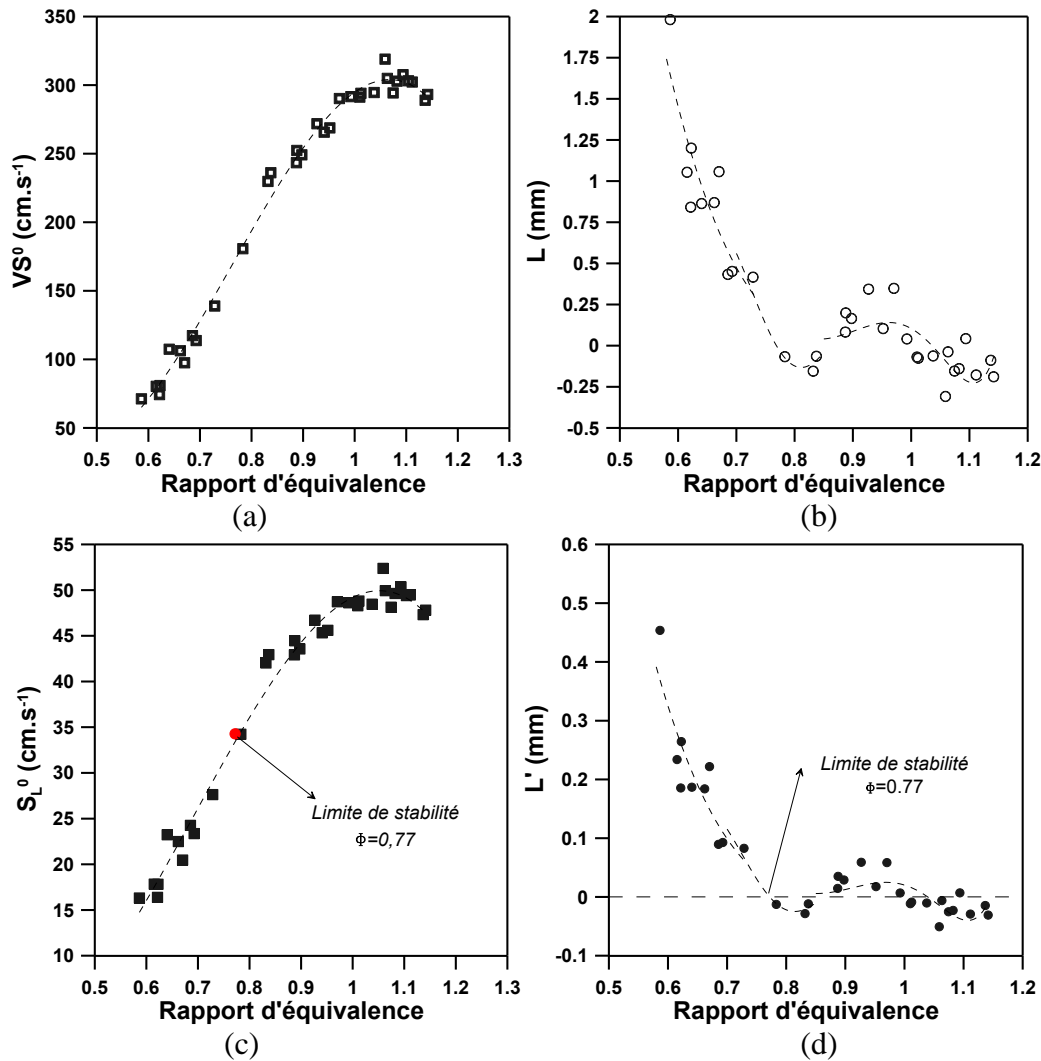 350
300
250
200
150
100
50
VS⁰ (cm.s⁻¹)
0.5 0.6 0.7 0.8 0.9 1 1.1 1.2 1.3
Rapport d'équivalence
(a)
2
1.75
1.5
1.25
1
0.75
0.5
0.25
0
-0.25
-0.5
L (mm)
0.5 0.6 0.7 0.8 0.9 1 1.1 1.2
Rapport d'équivalence
(b)
55
50
45
40
35
30
25
20
15
10
S_L⁰ (cm.s⁻¹)
Limite de stabilité
Φ=0,77
0.5 0.6 0.7 0.8 0.9 1 1.1 1.2 1.3
Rapport d'équivalence
(c)
0.6
0.5
0.4
0.3
0.2
0.1
0
-0.1
L' (mm)
Limite de stabilité
Φ=0.77
0.5 0.6 0.7 0.8 0.9 1 1.1 1.2
Rapport d'équivalence
(d)